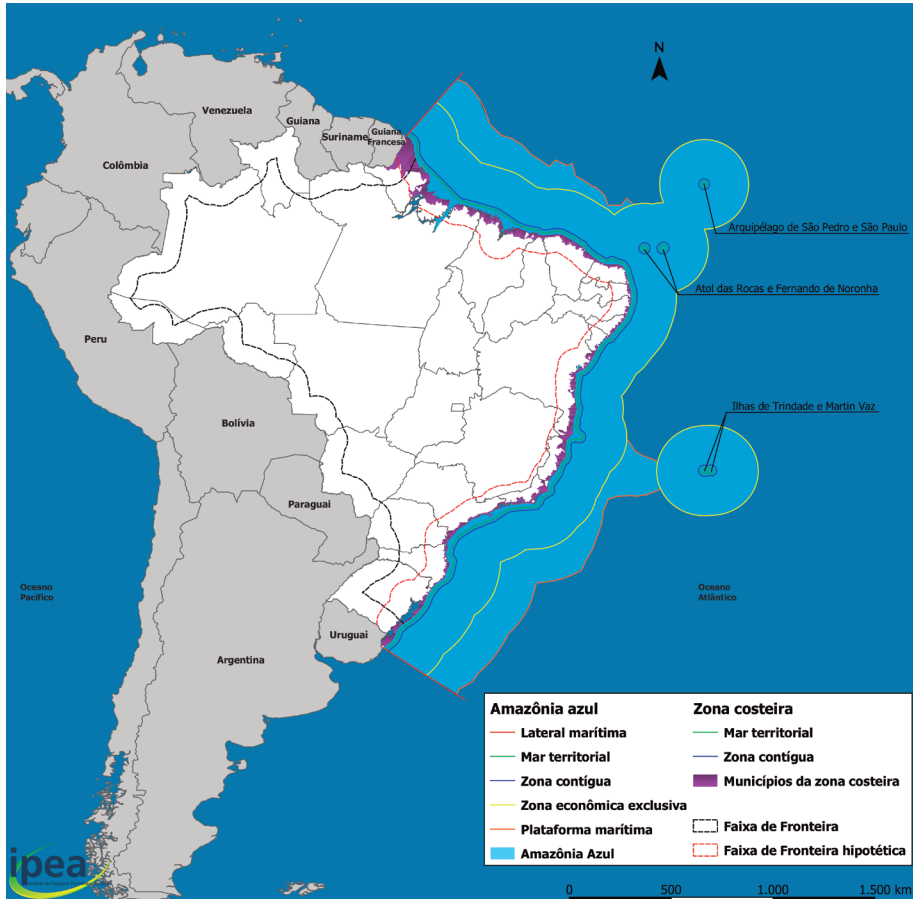 N
Venezuela
Guiana
Suriname
Guiana
Francesa
Colômbia
Arquipélago de São Pedro e São Paulo
Atol das Rocas e Fernando de Noronha
Peru
Ilhas de Trindade e Martin Vaz
Bolívia
Paraguai
Oceano
Pacífico
Oceano
Atlântico
Uruguai
Argentina
Amazônia azul
Lateral marítima
Mar territorial
Zona contígua
Zona econômica exclusiva
Plataforma marítima
Amazônia Azul
Zona costeira
Mar territorial
Zona contígua
Municípios da zona costeira
Faixa de Fronteira
Faixa de Fronteira hipotética
ipea
0 500 1.000 1.500 km